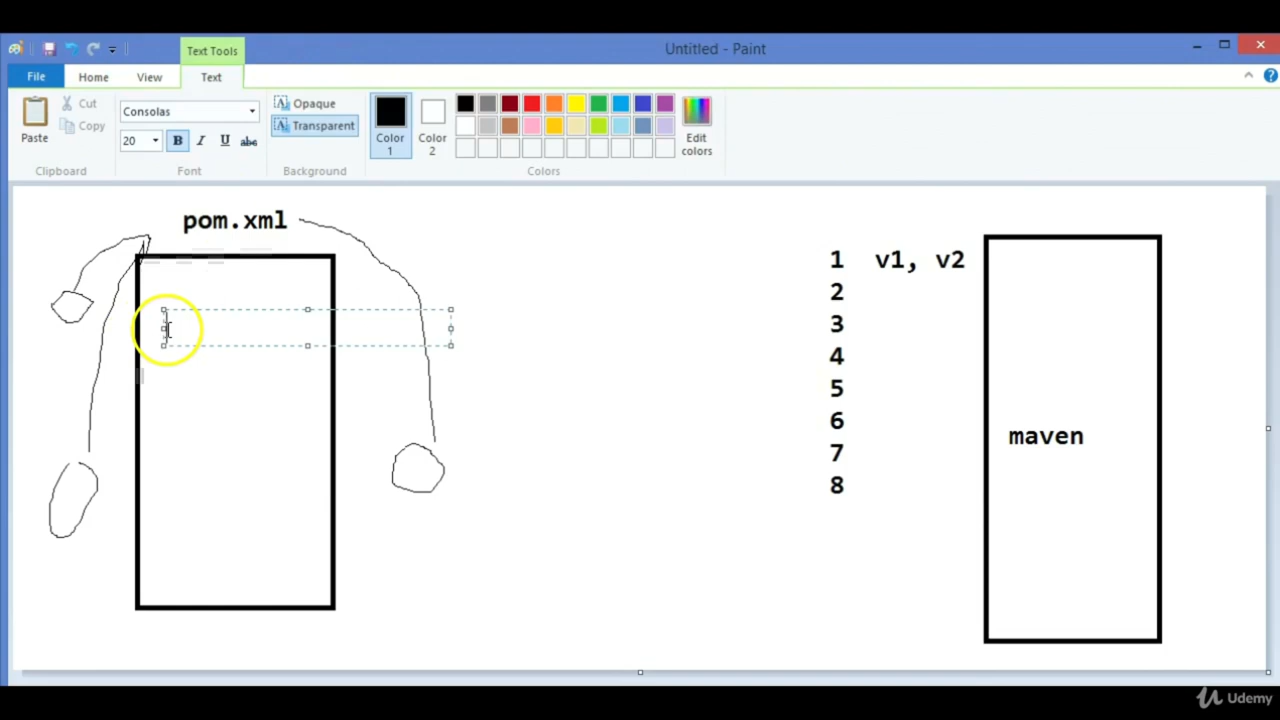 Text Tools
Untitled - Paint
File Home View Text
Paste
Cut
Copy
Clipboard
Consolas
20 B I U abc
Font
Opaque
Transparent
Background
Color 1
Color 2
Edit colors
Colors
pom.xml
1 v1, v2
2
3
4
5
6
7
8
maven
Udemy